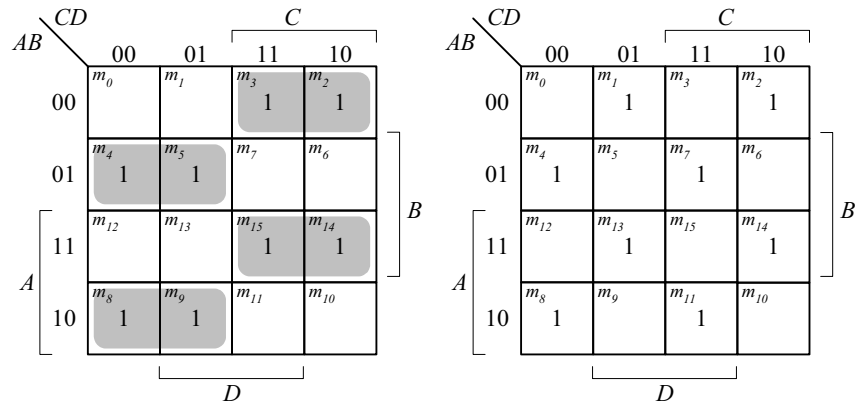 CD C
AB
00 01 11 10
00 m0 m1 m3 1 m2 1
01 m4 1 m5 1 m7 m6
B
11 m12 m13 m15 1 m14 1
A
10 m8 1 m9 1 m11 m10
D
CD C
AB
00 01 11 10
00 m0 m1 1 m3 m2 1
01 m4 1 m5 m7 1 m6
B
11 m12 m13 1 m15 m14 1
A
10 m8 1 m9 m11 1 m10
D